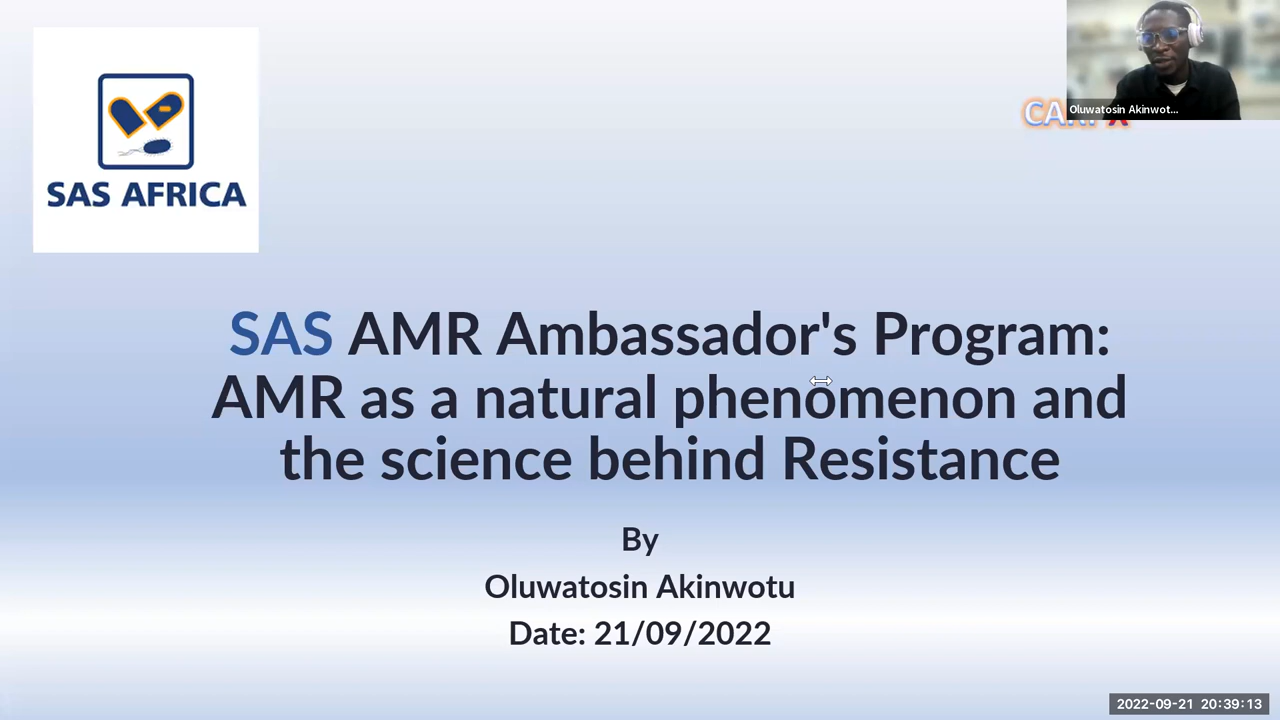 SAS AFRICA
Oluwatosin Akinwot...
SAS AMR Ambassador's Program:
AMR as a natural phenomenon and
the science behind Resistance
By
Oluwatosin Akinwotu
Date: 21/09/2022
2022-09-21 20:39:13